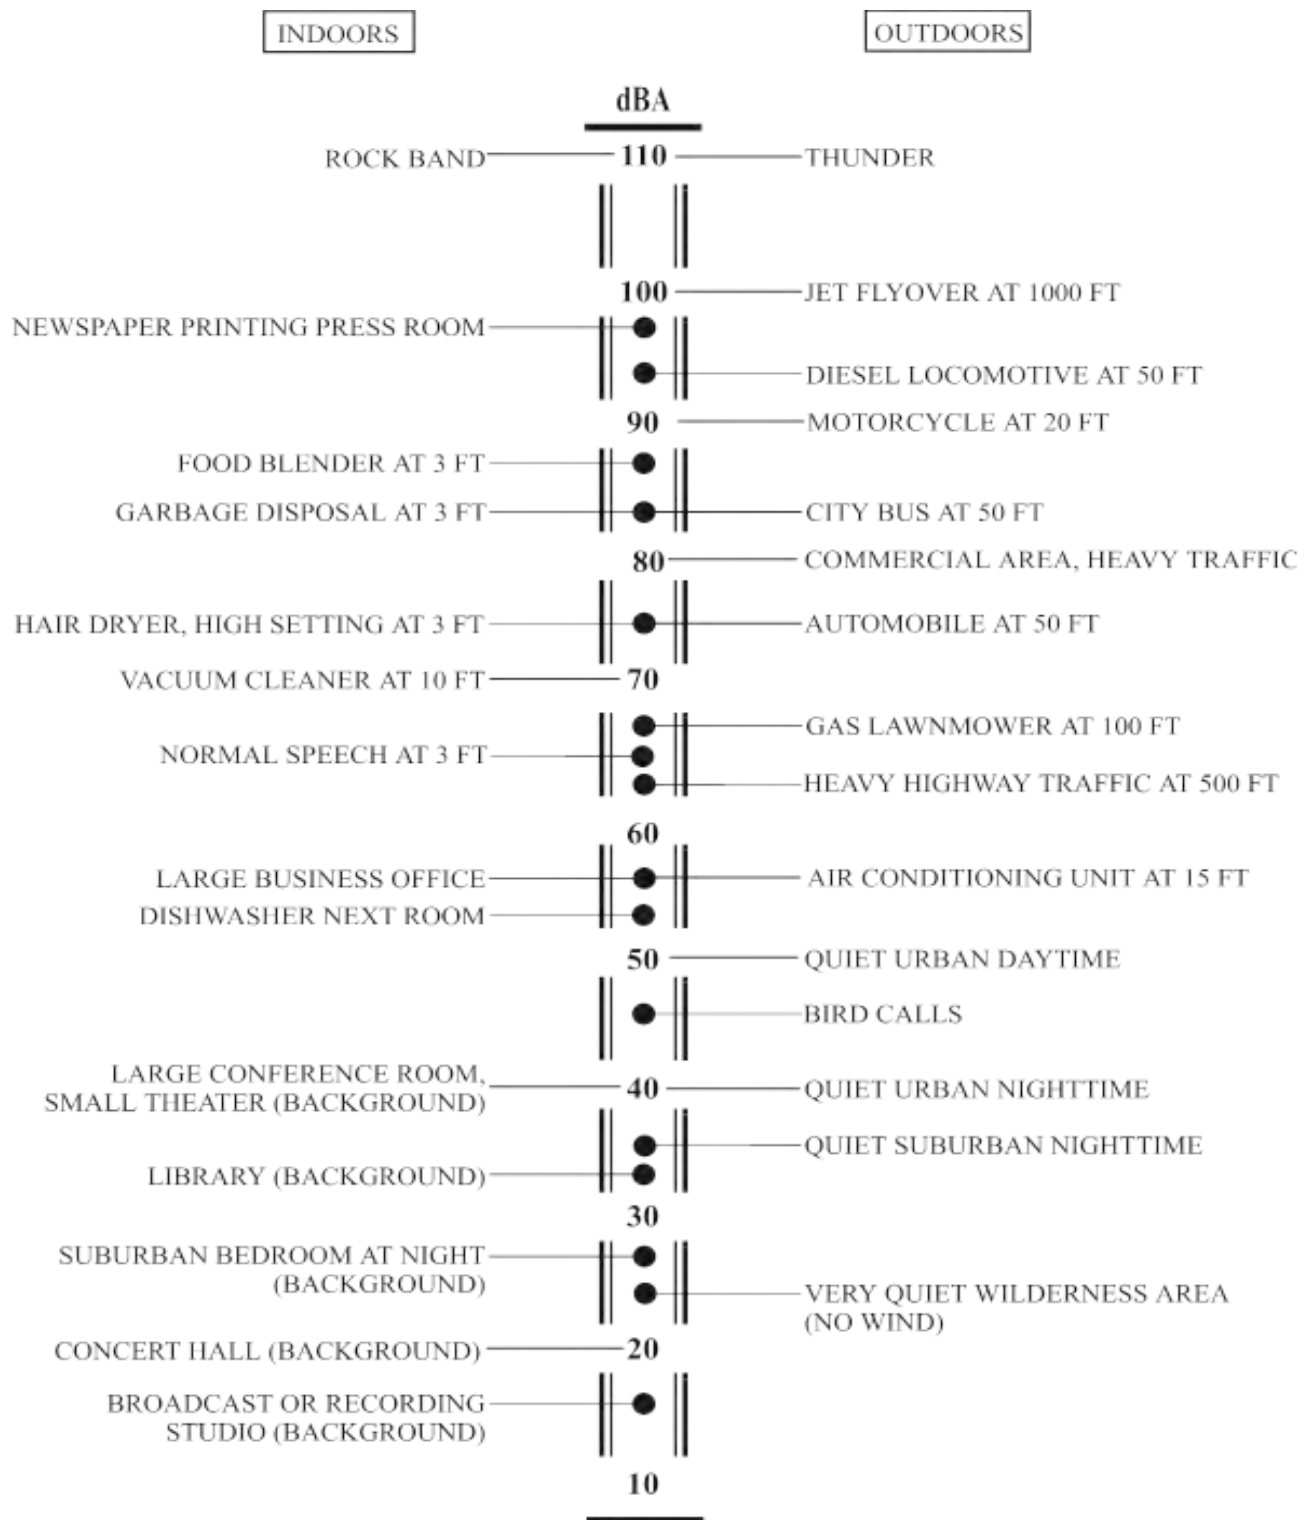 INDOORS
OUTDOORS
dBA
ROCK BAND 110 THUNDER
100 JET FLYOVER AT 1000 FT
NEWSPAPER PRINTING PRESS ROOM
DIESEL LOCOMOTIVE AT 50 FT
90 MOTORCYCLE AT 20 FT
FOOD BLENDER AT 3 FT
GARBAGE DISPOSAL AT 3 FT CITY BUS AT 50 FT
80 COMMERCIAL AREA, HEAVY TRAFFIC
HAIR DRYER, HIGH SETTING AT 3 FT AUTOMOBILE AT 50 FT
VACUUM CLEANER AT 10 FT 70
GAS LAWNMOWER AT 100 FT
NORMAL SPEECH AT 3 FT
HEAVY HIGHWAY TRAFFIC AT 500 FT
60
LARGE BUSINESS OFFICE AIR CONDITIONING UNIT AT 15 FT
DISHWASHER NEXT ROOM
50 QUIET URBAN DAYTIME
BIRD CALLS
LARGE CONFERENCE ROOM,
SMALL THEATER (BACKGROUND) 40 QUIET URBAN NIGHTTIME
QUIET SUBURBAN NIGHTTIME
LIBRARY (BACKGROUND)
30
SUBURBAN BEDROOM AT NIGHT
(BACKGROUND)
VERY QUIET WILDERNESS AREA
(NO WIND)
CONCERT HALL (BACKGROUND) 20
BROADCAST OR RECORDING
STUDIO (BACKGROUND)
10